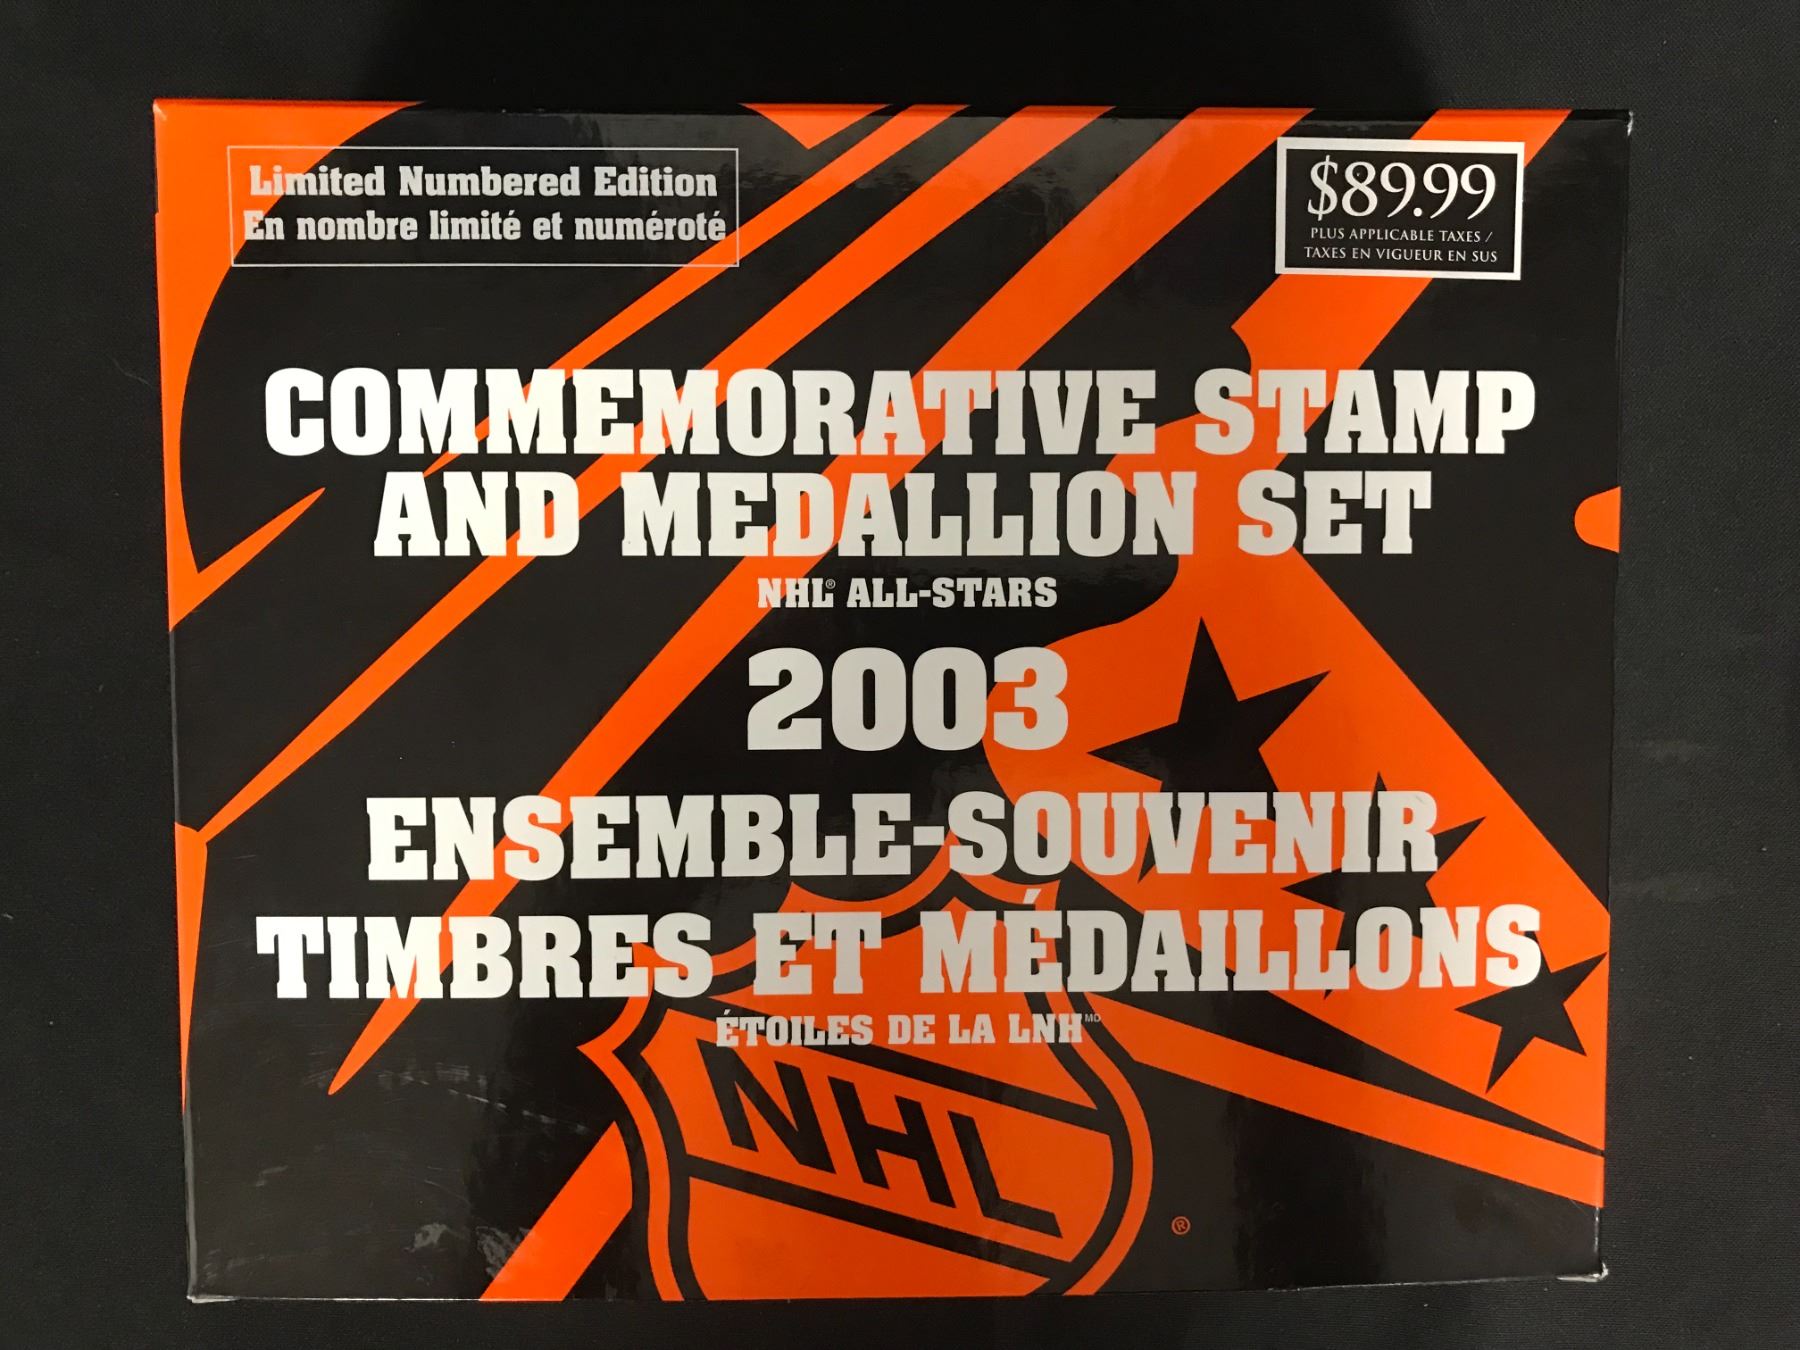 Limited Numbered Edition
En nombre limité et numéroté
$89.99
PLUS APPLICABLE TAXES /
TAXES EN VIGUEUR EN SUS
COMMEMORATIVE STAMP
AND MEDALLION SET
NHL® ALL-STARS
2003
ENSEMBLE-SOUVENIR
TIMBRES ET MÉDAILLONS
ÉTOILES DE LA LNH MD
NHL
®